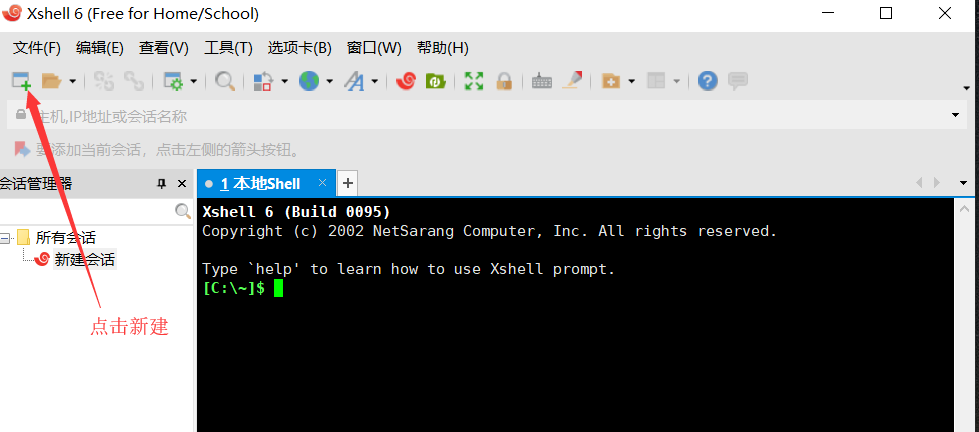 Xshell 6 (Free for Home/School)
文件(F) 编辑(E) 查看(V) 工具(T) 选项卡(B) 窗口(W) 帮助(H)
主机,IP地址或会话名称
要添加当前会话，点击左侧的箭头按钮。
会话管理器
1 本地Shell
所有会话
新建会话
点击新建
Xshell 6 (Build 0095)
Copyright (c) 2002 NetSarang Computer, Inc. All rights reserved.
Type `help' to learn how to use Xshell prompt.
[C:\~]$